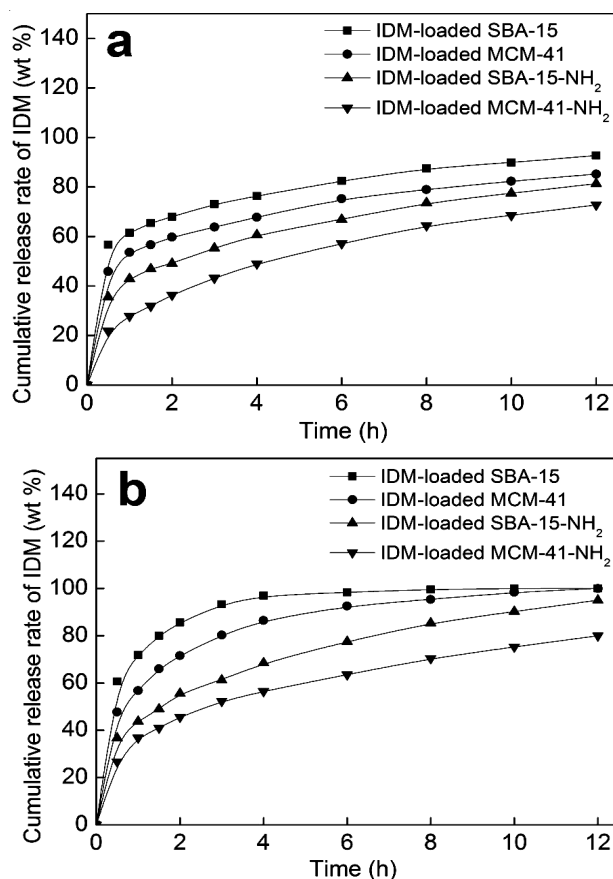 a
IDM-loaded SBA-15
IDM-loaded MCM-41
IDM-loaded SBA-15-NH₂
IDM-loaded MCM-41-NH₂
140
120
100
80
60
40
20
0
Cumulative release rate of IDM (wt %)
0 2 4 6 8 10 12
Time (h)
b
IDM-loaded SBA-15
IDM-loaded MCM-41
IDM-loaded SBA-15-NH₂
IDM-loaded MCM-41-NH₂
140
120
100
80
60
40
20
0
Cumulative release rate of IDM (wt %)
0 2 4 6 8 10 12
Time (h)